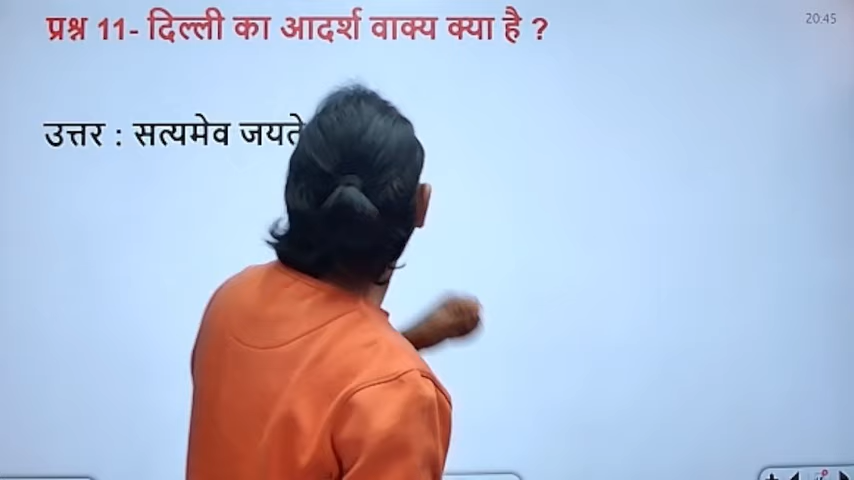 20:45
प्रश्न 11- दिल्ली का आदर्श वाक्य क्या है ?
उत्तर : सत्यमेव जयते